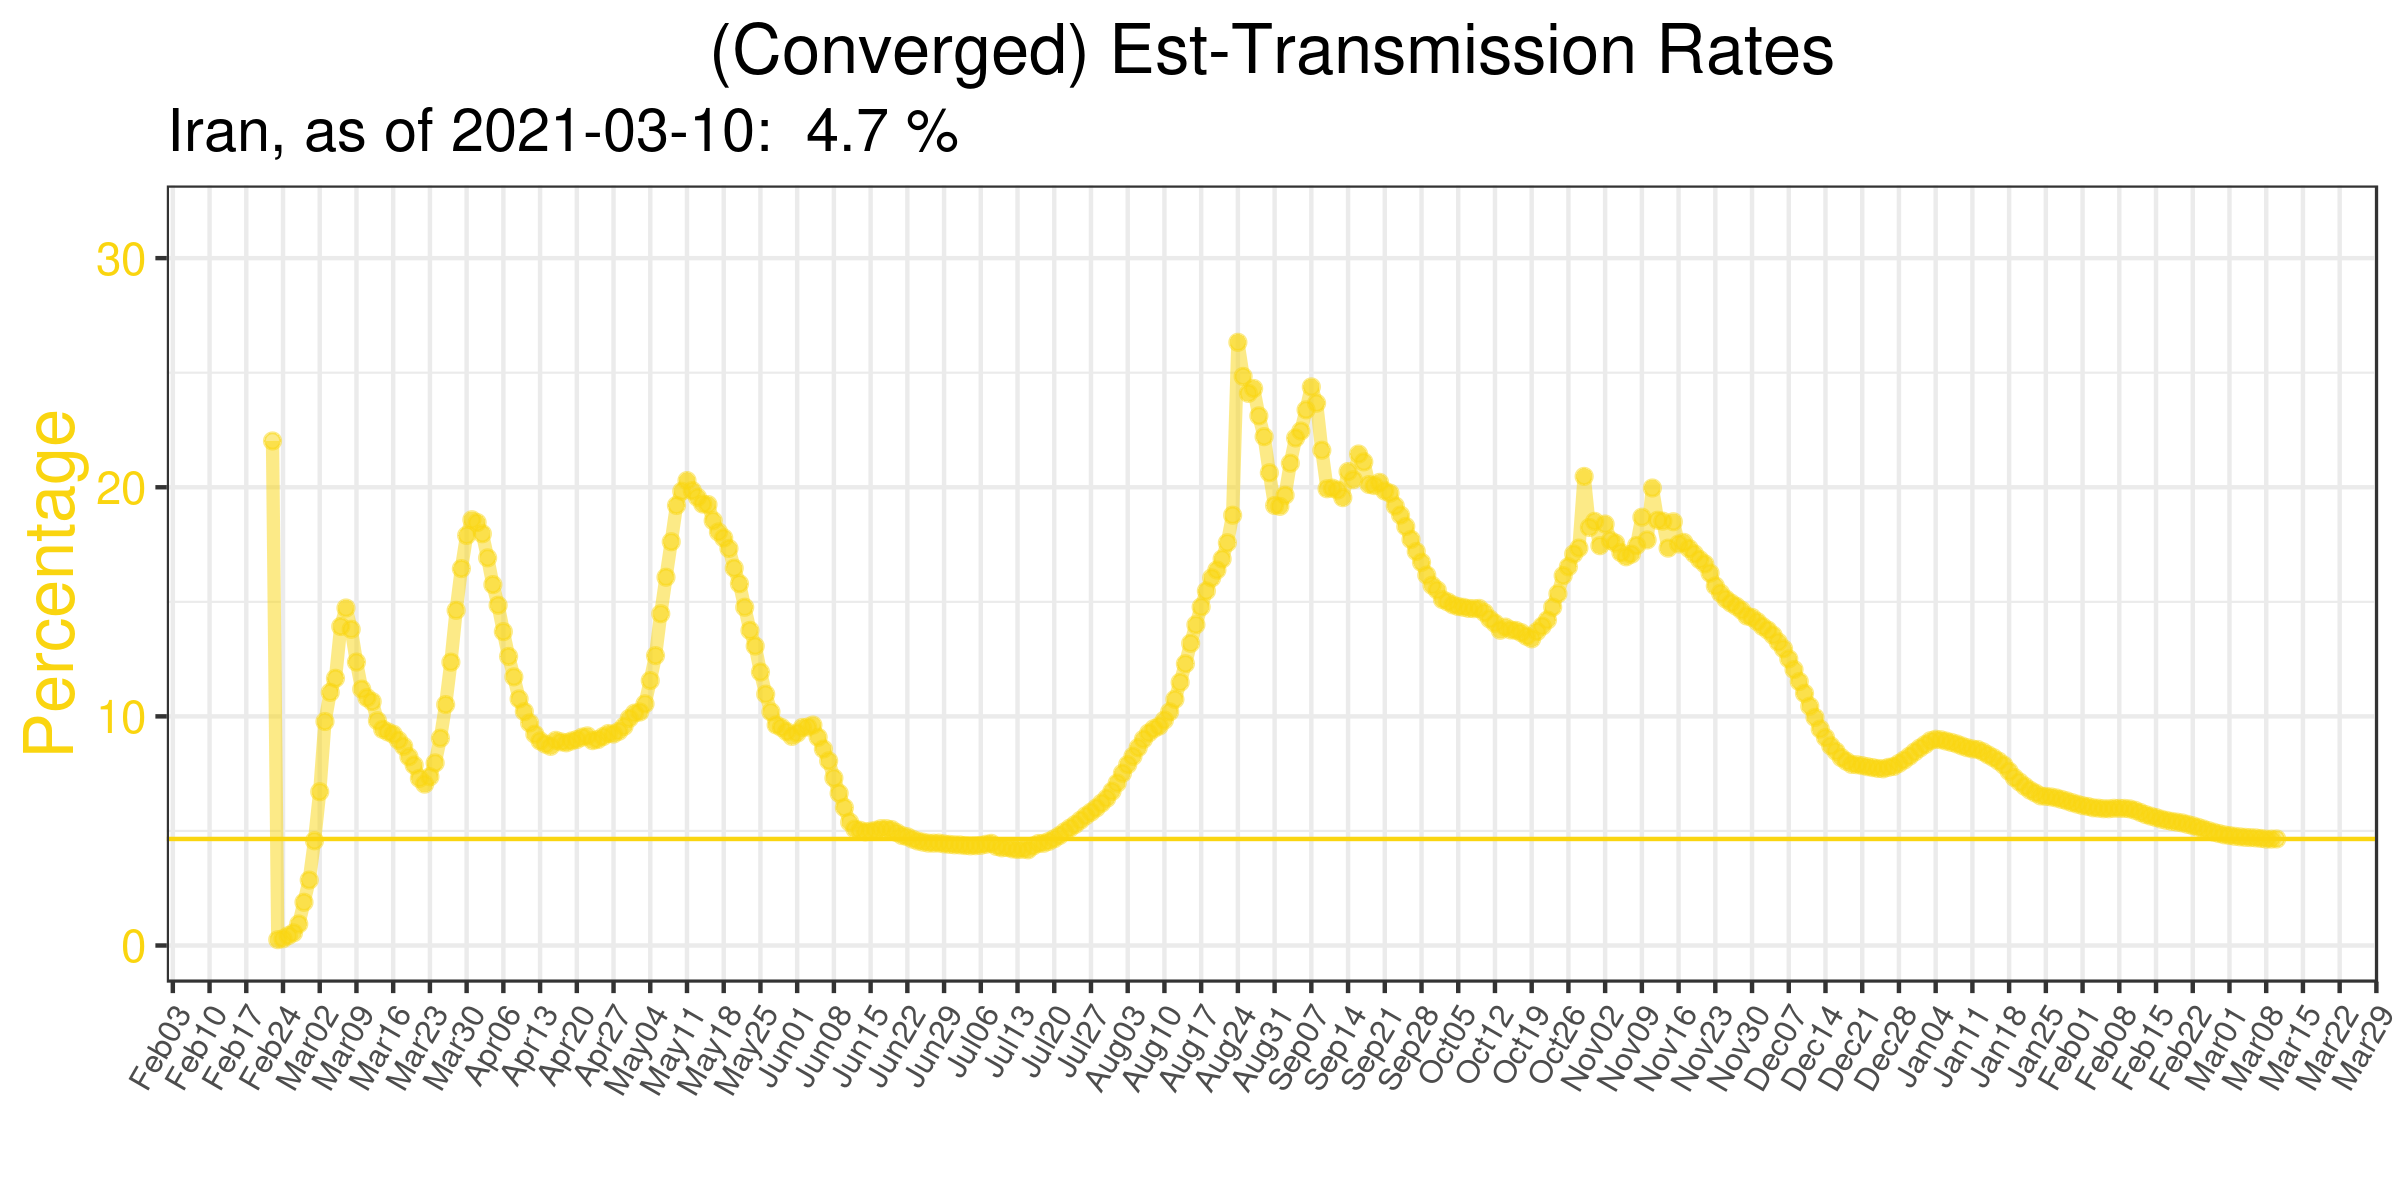 (Converged) Est-Transmission Rates
Iran, as of 2021-03-10:  4.7 %
Percentage
30
20
10
0
Feb03
Feb10
Feb17
Feb24
Mar02
Mar09
Mar16
Mar23
Mar30
Apr06
Apr13
Apr20
Apr27
May04
May11
May18
May25
Jun01
Jun08
Jun15
Jun22
Jun29
Jul06
Jul13
Jul20
Jul27
Aug03
Aug10
Aug17
Aug24
Aug31
Sep07
Sep14
Sep21
Sep28
Oct05
Oct12
Oct19
Oct26
Nov02
Nov09
Nov16
Nov23
Nov30
Dec07
Dec14
Dec21
Dec28
Jan04
Jan11
Jan18
Jan25
Feb01
Feb08
Feb15
Feb22
Mar01
Mar08
Mar15
Mar22
Mar29